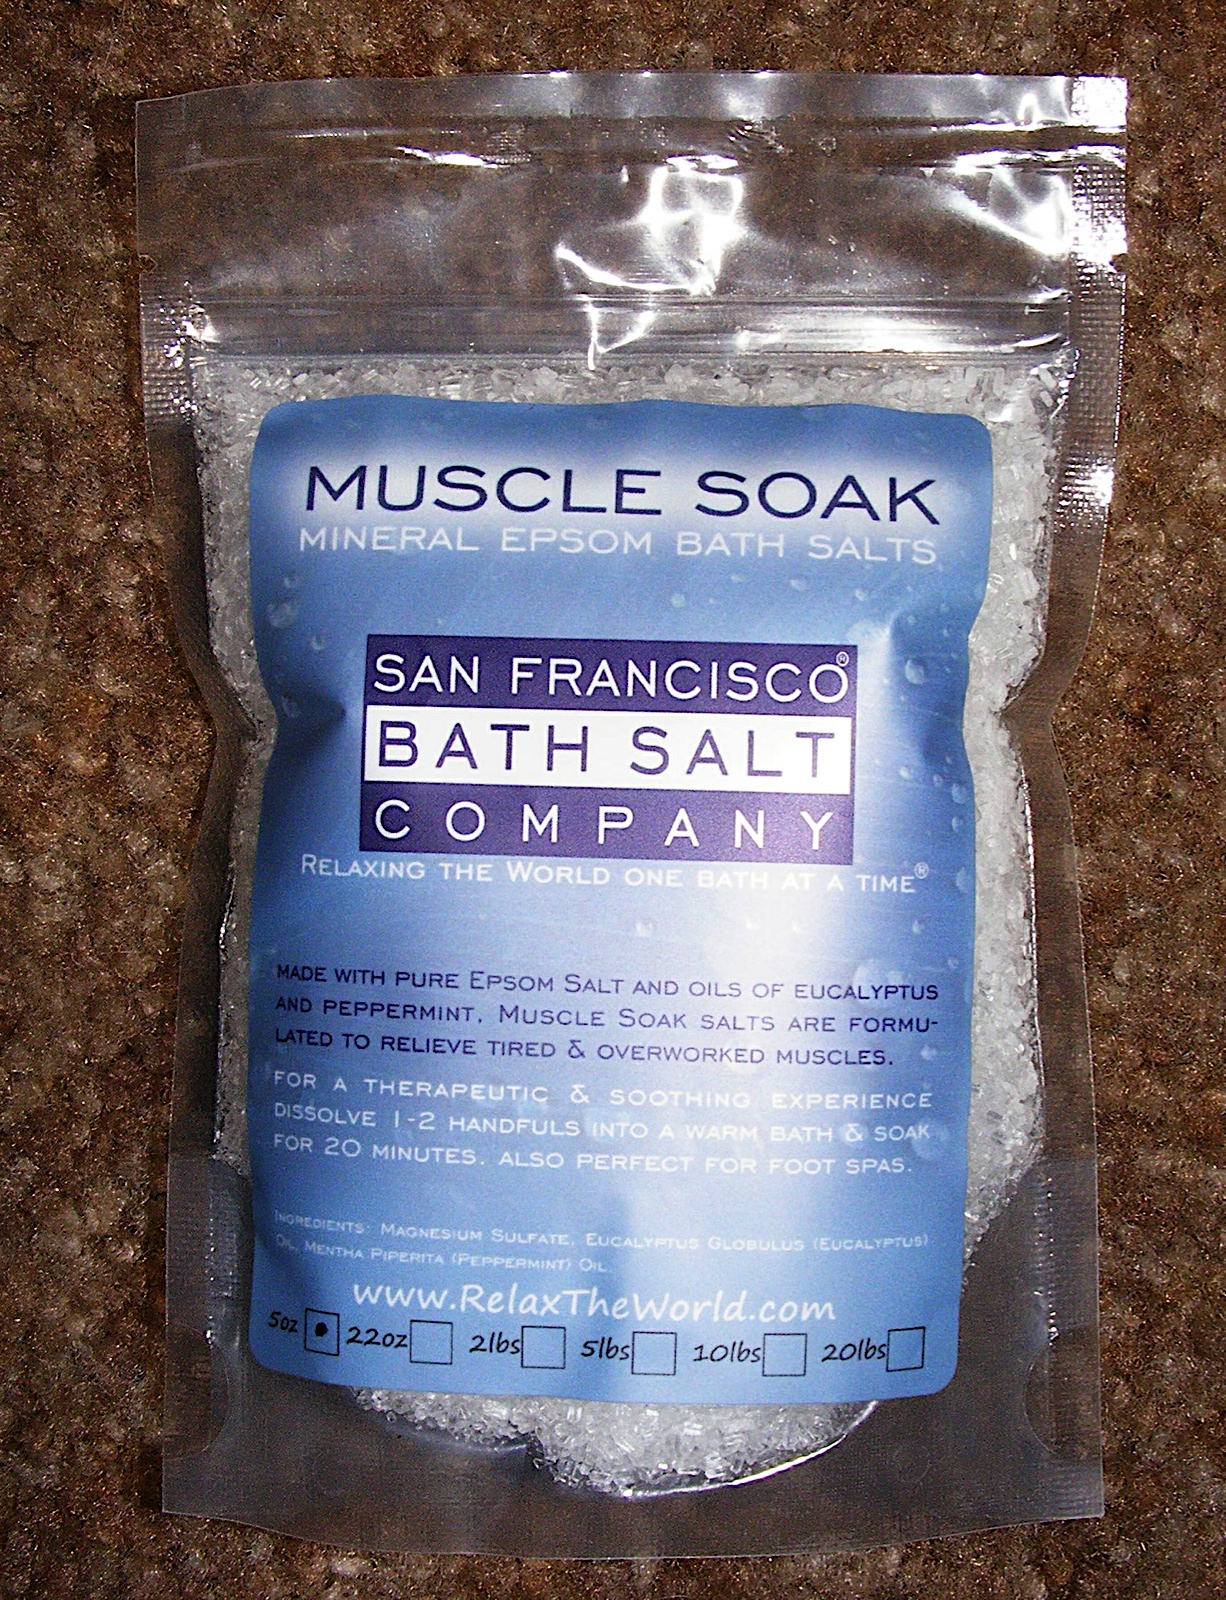 MUSCLE SOAK
MINERAL EPSOM BATH SALTS
SAN FRANCISCO®
BATH SALT
COMPANY
RELAXING THE WORLD ONE BATH AT A TIME®
MADE WITH PURE EPSOM SALT AND OILS OF EUCALYPTUS
AND PEPPERMINT, MUSCLE SOAK SALTS ARE FORMU-
LATED TO RELIEVE TIRED & OVERWORKED MUSCLES.
FOR A THERAPEUTIC & SOOTHING EXPERIENCE
DISSOLVE 1-2 HANDFULS INTO A WARM BATH & SOAK
FOR 20 MINUTES. ALSO PERFECT FOR FOOT SPAS.
INGREDIENTS: MAGNESIUM SULFATE, EUCALYPTUS GLOBULUS (EUCALYPTUS)
OIL, MENTHA PIPERITA (PEPPERMINT) OIL.
www.RelaxTheWorld.com
5oz 22oz 2lbs 5lbs 10lbs 20lbs